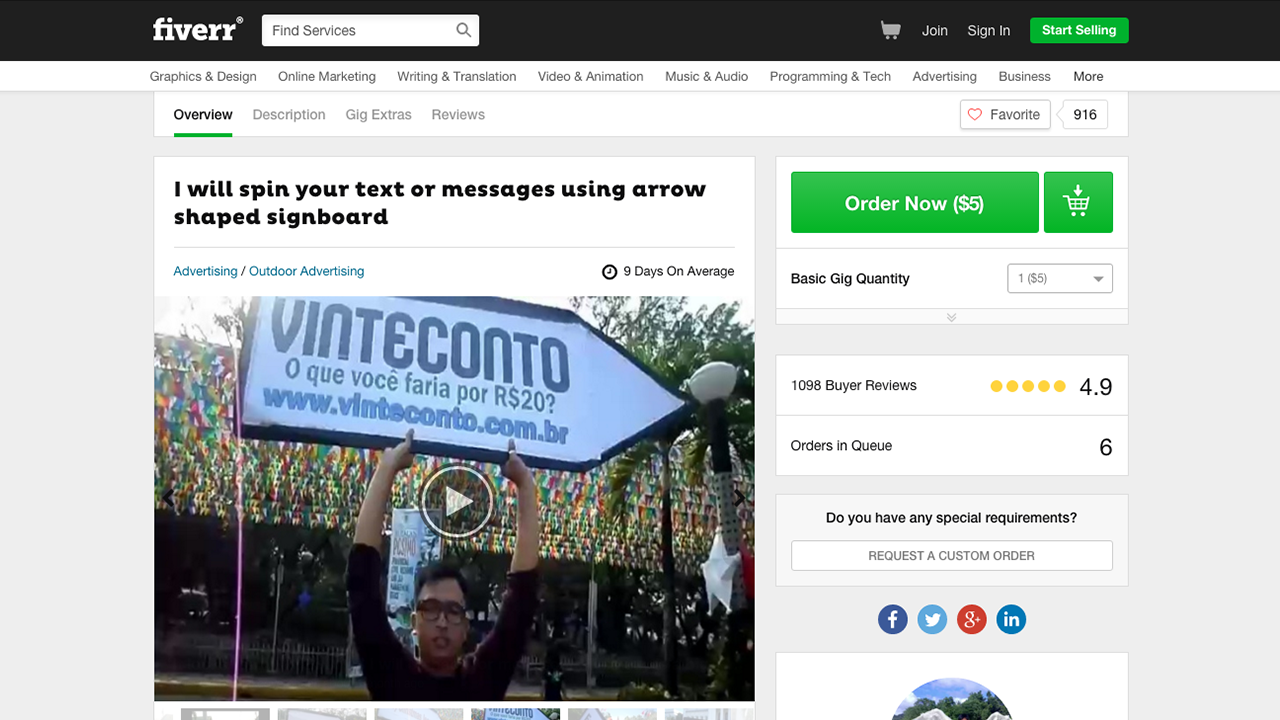 fiverr®
Find Services
Join
Sign In
Start Selling
Graphics & Design
Online Marketing
Writing & Translation
Video & Animation
Music & Audio
Programming & Tech
Advertising
Business
More
Overview
Description
Gig Extras
Reviews
Favorite
916
I will spin your text or messages using arrow
shaped signboard
Advertising / Outdoor Advertising
9 Days On Average
VINTECONTO
O que você faria por R$20?
www.vinteconto.com.br
Order Now ($5)
Basic Gig Quantity
1 ($5)
1098 Buyer Reviews
4.9
Orders in Queue
6
Do you have any special requirements?
REQUEST A CUSTOM ORDER
f
g+
in